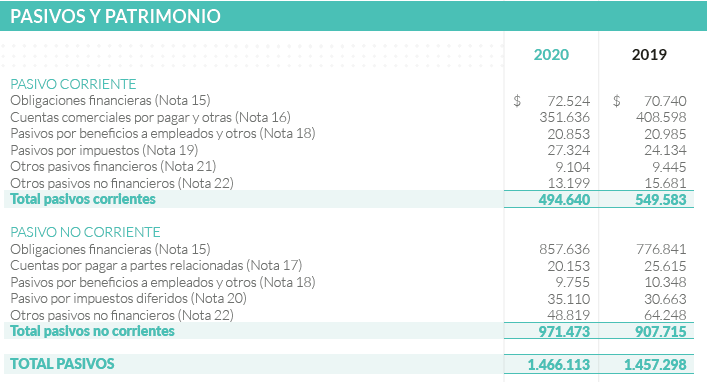 PASIVOS Y PATRIMONIO
2020 2019
PASIVO CORRIENTE
Obligaciones financieras (Nota 15) $ 72.524 $ 70.740
Cuentas comerciales por pagar y otras (Nota 16) 351.636 408.598
Pasivos por beneficios a empleados y otros (Nota 18) 20.853 20.985
Pasivos por impuestos (Nota 19) 27.324 24.134
Otros pasivos financieros (Nota 21) 9.104 9.445
Otros pasivos no financieros (Nota 22) 13.199 15.681
Total pasivos corrientes 494.640 549.583
PASIVO NO CORRIENTE
Obligaciones financieras (Nota 15) 857.636 776.841
Cuentas por pagar a partes relacionadas (Nota 17) 20.153 25.615
Pasivos por beneficios a empleados y otros (Nota 18) 9.755 10.348
Pasivo por impuestos diferidos (Nota 20) 35.110 30.663
Otros pasivos no financieros (Nota 22) 48.819 64.248
Total pasivos no corrientes 971.473 907.715
TOTAL PASIVOS 1.466.113 1.457.298